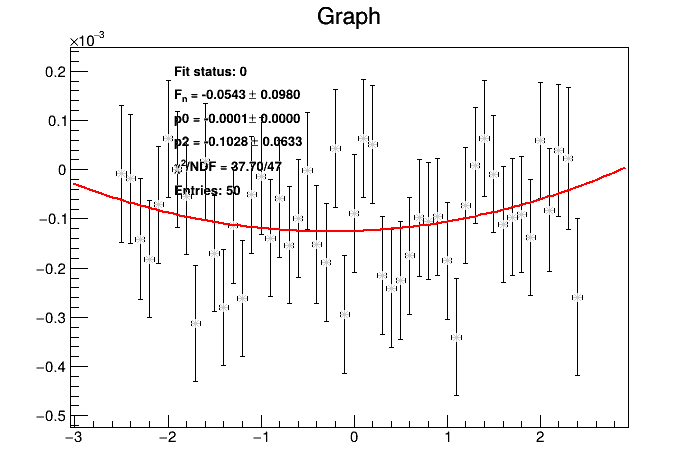 Graph
×10⁻³
Fit status: 0
Fₙ = -0.0543 ± 0.0980
p0 = -0.0001 ± 0.0000
p2 = -0.1028 ± 0.0633
χ²/NDF = 37.70/47
Entries: 50
0.2
0.1
0
−0.1
−0.2
−0.3
−0.4
−0.5
−3 −2 −1 0 1 2